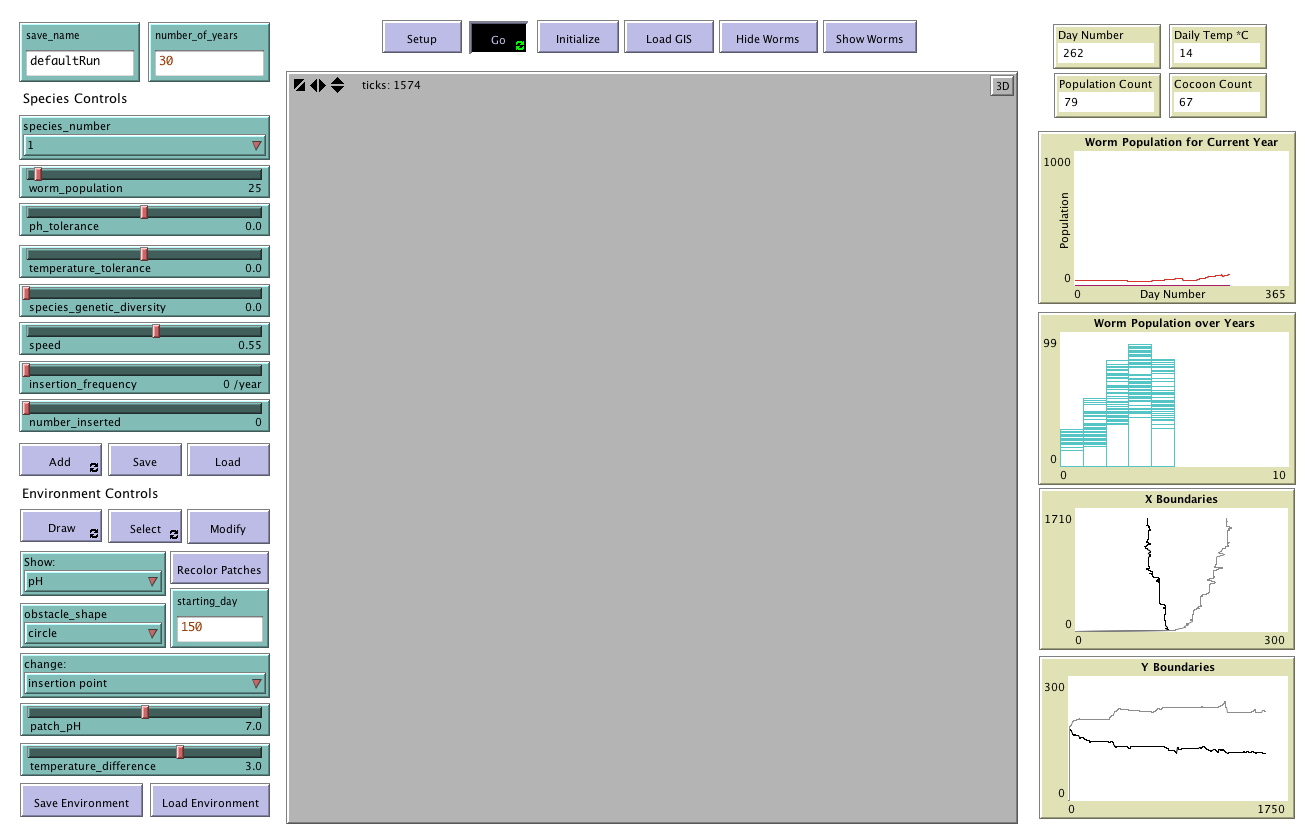 save_name
defaultRun
number_of_years
30
Setup
Go
Initialize
Load GIS
Hide Worms
Show Worms
Day Number
262
Daily Temp *C
14
Population Count
79
Cocoon Count
67
Species Controls
species_number
1
worm_population 25
ph_tolerance 0.0
temperature_tolerance 0.0
species_genetic_diversity 0.0
speed 0.55
insertion_frequency 0 /year
number_inserted 0
Add
Save
Load
Environment Controls
Draw
Select
Modify
Show:
pH
Recolor Patches
obstacle_shape
circle
starting_day
150
change:
insertion point
patch_pH 7.0
temperature_difference 3.0
Save Environment
Load Environment
ticks: 1574
3D
Worm Population for Current Year
1000
Population
0
0 Day Number 365
Worm Population over Years
99
0
0 10
X Boundaries
1710
0
0 300
Y Boundaries
300
0
0 1750